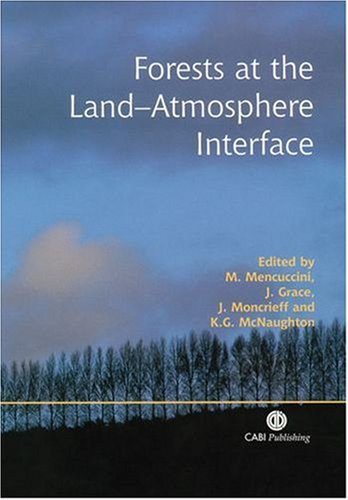 Forests at the
Land–Atmosphere
Interface
Edited by
M. Mencuccini,
J. Grace,
J. Moncrieff and
K.G. McNaughton
CABI Publishing